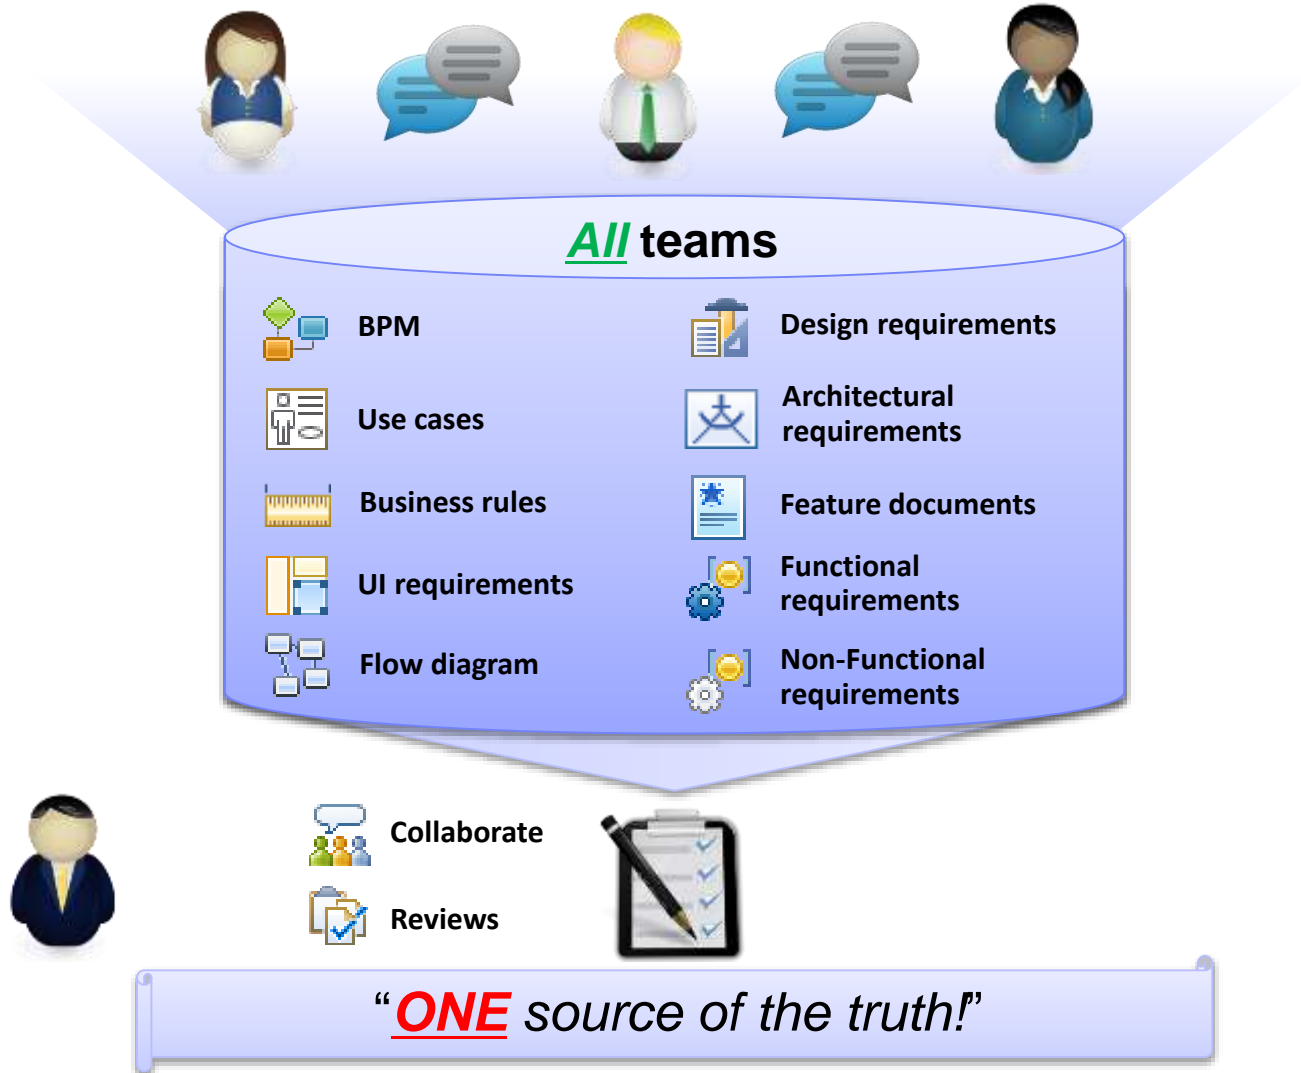 All teams
BPM
Use cases
Business rules
UI requirements
Flow diagram
Design requirements
Architectural
requirements
Feature documents
Functional
requirements
Non-Functional
requirements
Collaborate
Reviews
“ONE source of the truth!”